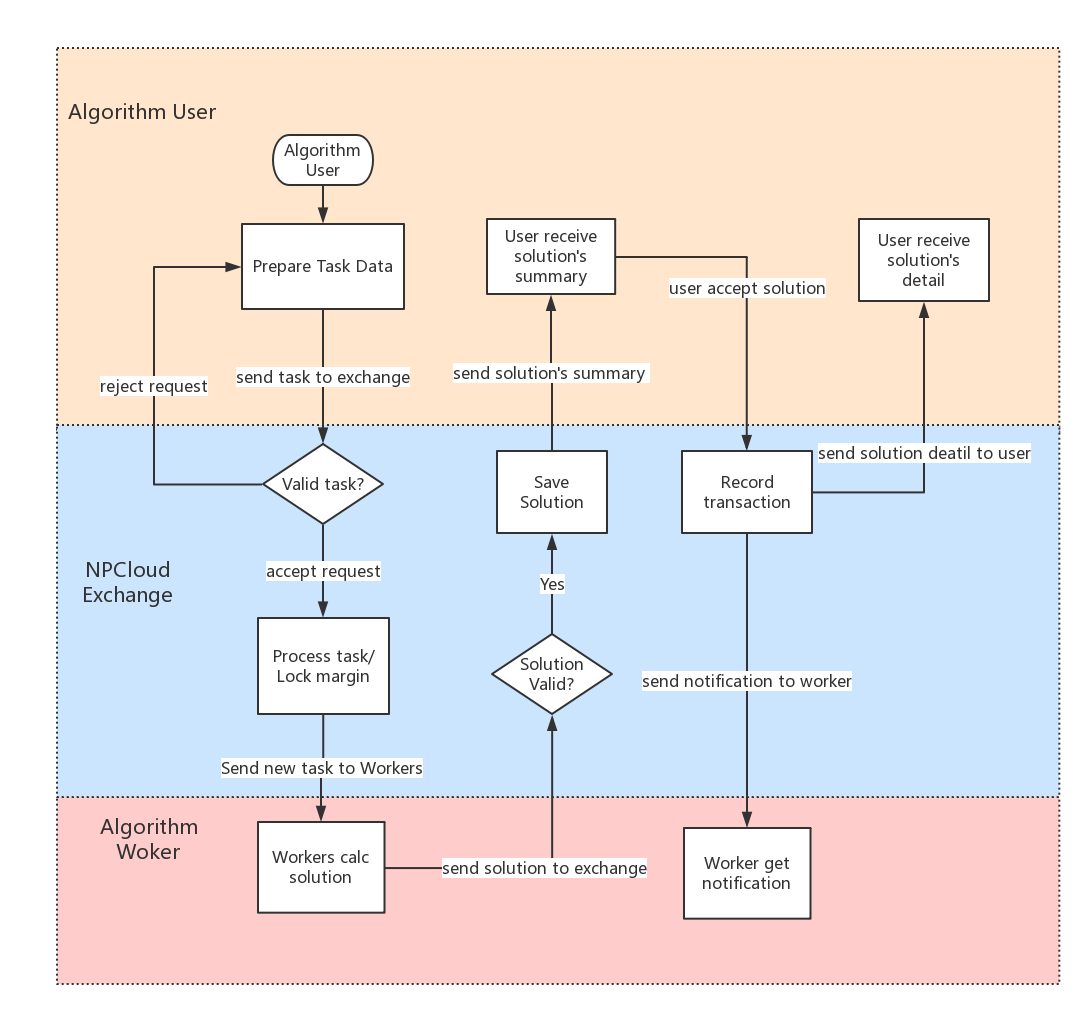 Algorithm User
Algorithm
User
Prepare Task Data
User receive
solution's
summary
User receive
solution's
detail
user accept solution
reject request
send task to exchange
send solution's summary
send solution deatil to user
Valid task?
Save
Solution
Record
transaction
NPCloud
Exchange
accept request
Yes
Process task/
Lock margin
Solution
Valid?
send notification to worker
Send new task to Workers
Algorithm
Woker
Workers calc
solution
send solution to exchange
Worker get
notification